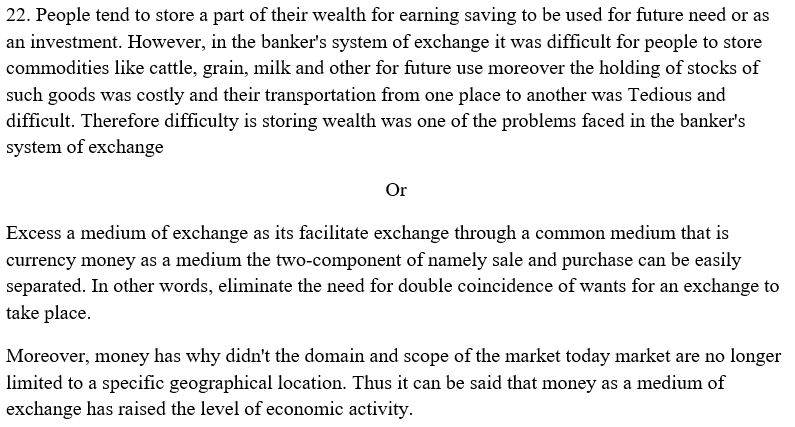 22. People tend to store a part of their wealth for earning saving to be used for future need or as
an investment. However, in the banker's system of exchange it was difficult for people to store
commodities like cattle, grain, milk and other for future use moreover the holding of stocks of
such goods was costly and their transportation from one place to another was Tedious and
difficult. Therefore difficulty is storing wealth was one of the problems faced in the banker's
system of exchange
Or
Excess a medium of exchange as its facilitate exchange through a common medium that is
currency money as a medium the two-component of namely sale and purchase can be easily
separated. In other words, eliminate the need for double coincidence of wants for an exchange to
take place.
Moreover, money has why didn't the domain and scope of the market today market are no longer
limited to a specific geographical location. Thus it can be said that money as a medium of
exchange has raised the level of economic activity.